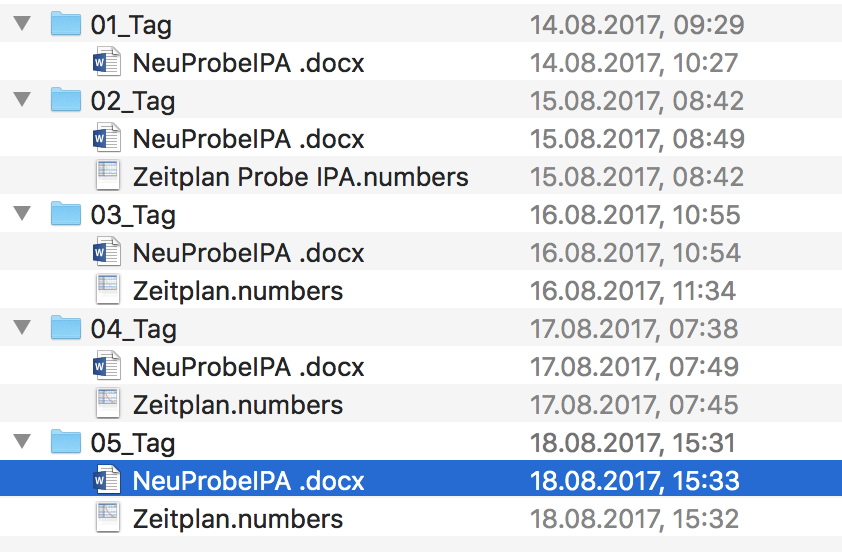 01_Tag 14.08.2017, 09:29
NeuProbeIPA .docx 14.08.2017, 10:27
02_Tag 15.08.2017, 08:42
NeuProbeIPA .docx 15.08.2017, 08:49
Zeitplan Probe IPA.numbers 15.08.2017, 08:42
03_Tag 16.08.2017, 10:55
NeuProbeIPA .docx 16.08.2017, 10:54
Zeitplan.numbers 16.08.2017, 11:34
04_Tag 17.08.2017, 07:38
NeuProbeIPA .docx 17.08.2017, 07:49
Zeitplan.numbers 17.08.2017, 07:45
05_Tag 18.08.2017, 15:31
NeuProbeIPA .docx 18.08.2017, 15:33
Zeitplan.numbers 18.08.2017, 15:32